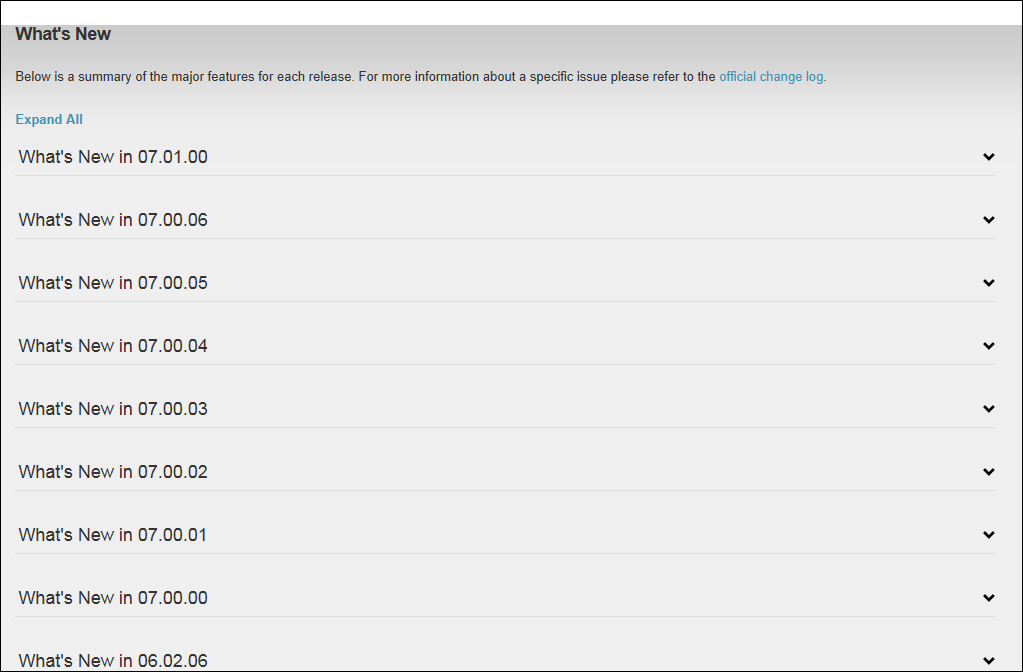 What's New
Below is a summary of the major features for each release. For more information about a specific issue please refer to the official change log.
Expand All
What's New in 07.01.00
What's New in 07.00.06
What's New in 07.00.05
What's New in 07.00.04
What's New in 07.00.03
What's New in 07.00.02
What's New in 07.00.01
What's New in 07.00.00
What's New in 06.02.06